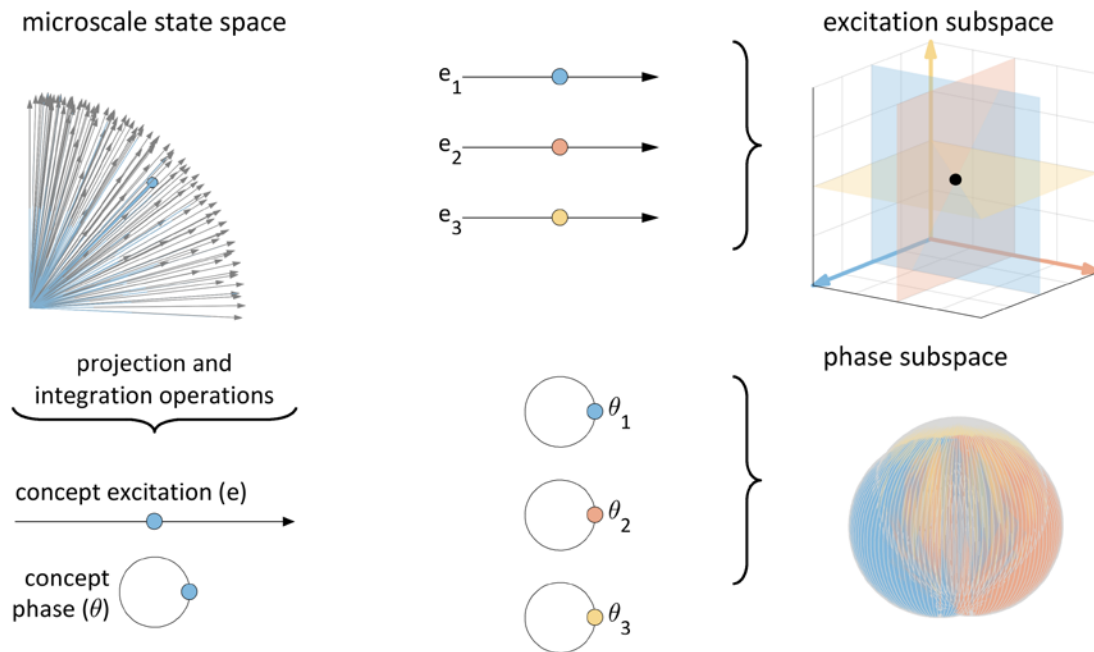 microscale state space
projection and
integration operations
concept excitation (e)
concept
phase (θ)
e1
e2
e3
θ1
θ2
θ3
excitation subspace
phase subspace